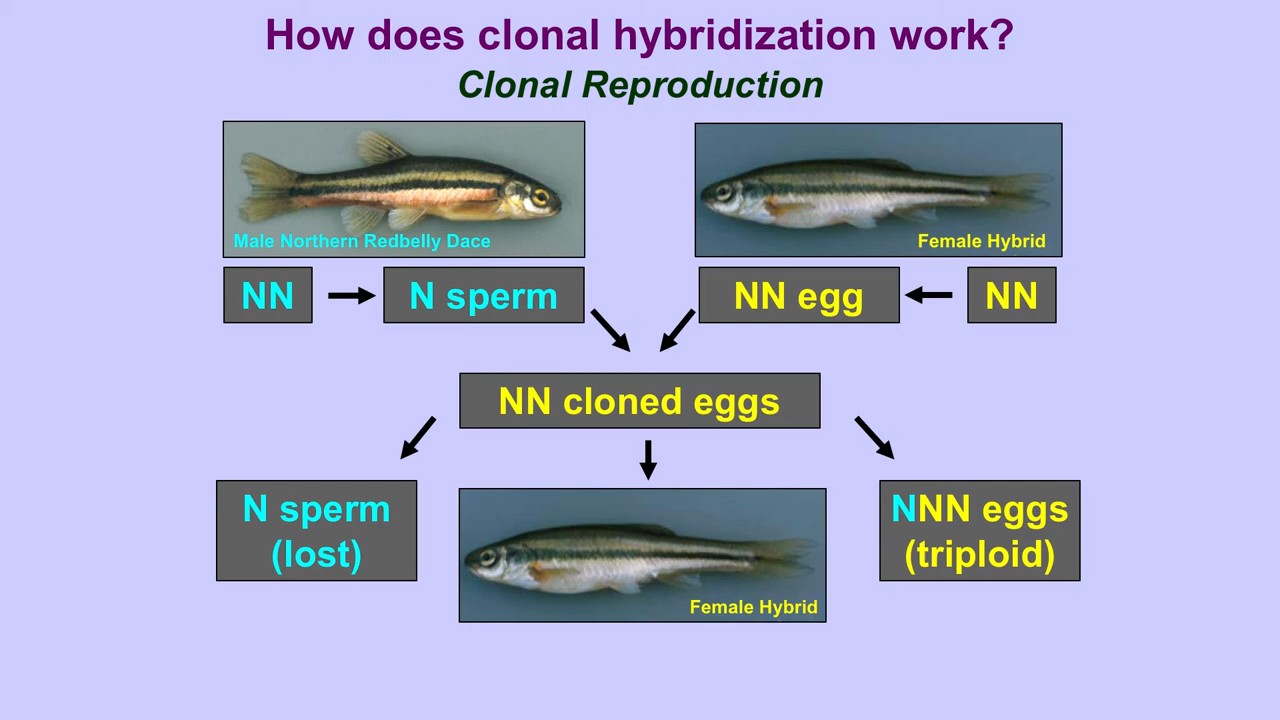 How does clonal hybridization work?
Clonal Reproduction
Male Northern Redbelly Dace
Female Hybrid
NN
N sperm
NN egg
NN
NN cloned eggs
N sperm
(lost)
Female Hybrid
NNN eggs
(triploid)